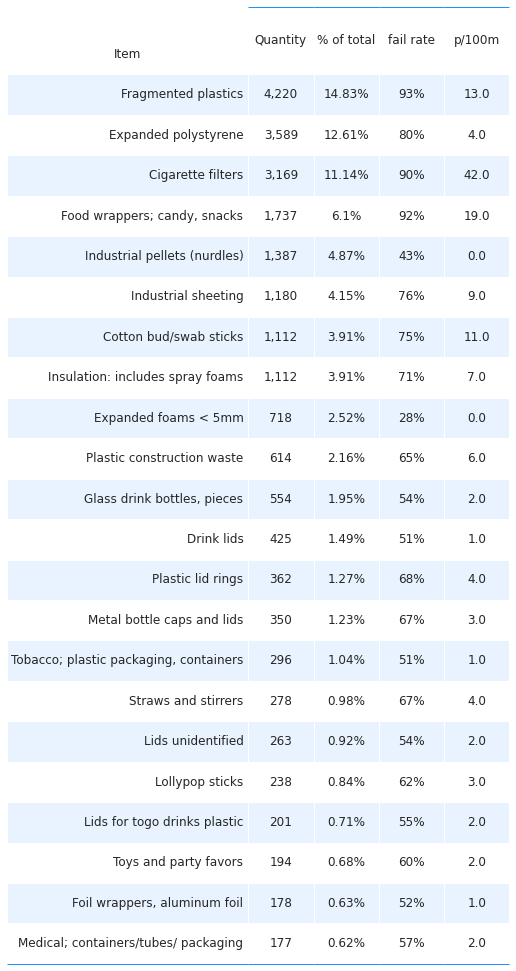 Item Quantity % of total fail rate p/100m
Fragmented plastics 4,220 14.83% 93% 13.0
Expanded polystyrene 3,589 12.61% 80% 4.0
Cigarette filters 3,169 11.14% 90% 42.0
Food wrappers; candy, snacks 1,737 6.1% 92% 19.0
Industrial pellets (nurdles) 1,387 4.87% 43% 0.0
Industrial sheeting 1,180 4.15% 76% 9.0
Cotton bud/swab sticks 1,112 3.91% 75% 11.0
Insulation: includes spray foams 1,112 3.91% 71% 7.0
Expanded foams < 5mm 718 2.52% 28% 0.0
Plastic construction waste 614 2.16% 65% 6.0
Glass drink bottles, pieces 554 1.95% 54% 2.0
Drink lids 425 1.49% 51% 1.0
Plastic lid rings 362 1.27% 68% 4.0
Metal bottle caps and lids 350 1.23% 67% 3.0
Tobacco; plastic packaging, containers 296 1.04% 51% 1.0
Straws and stirrers 278 0.98% 67% 4.0
Lids unidentified 263 0.92% 54% 2.0
Lollypop sticks 238 0.84% 62% 3.0
Lids for togo drinks plastic 201 0.71% 55% 2.0
Toys and party favors 194 0.68% 60% 2.0
Foil wrappers, aluminum foil 178 0.63% 52% 1.0
Medical; containers/tubes/ packaging 177 0.62% 57% 2.0